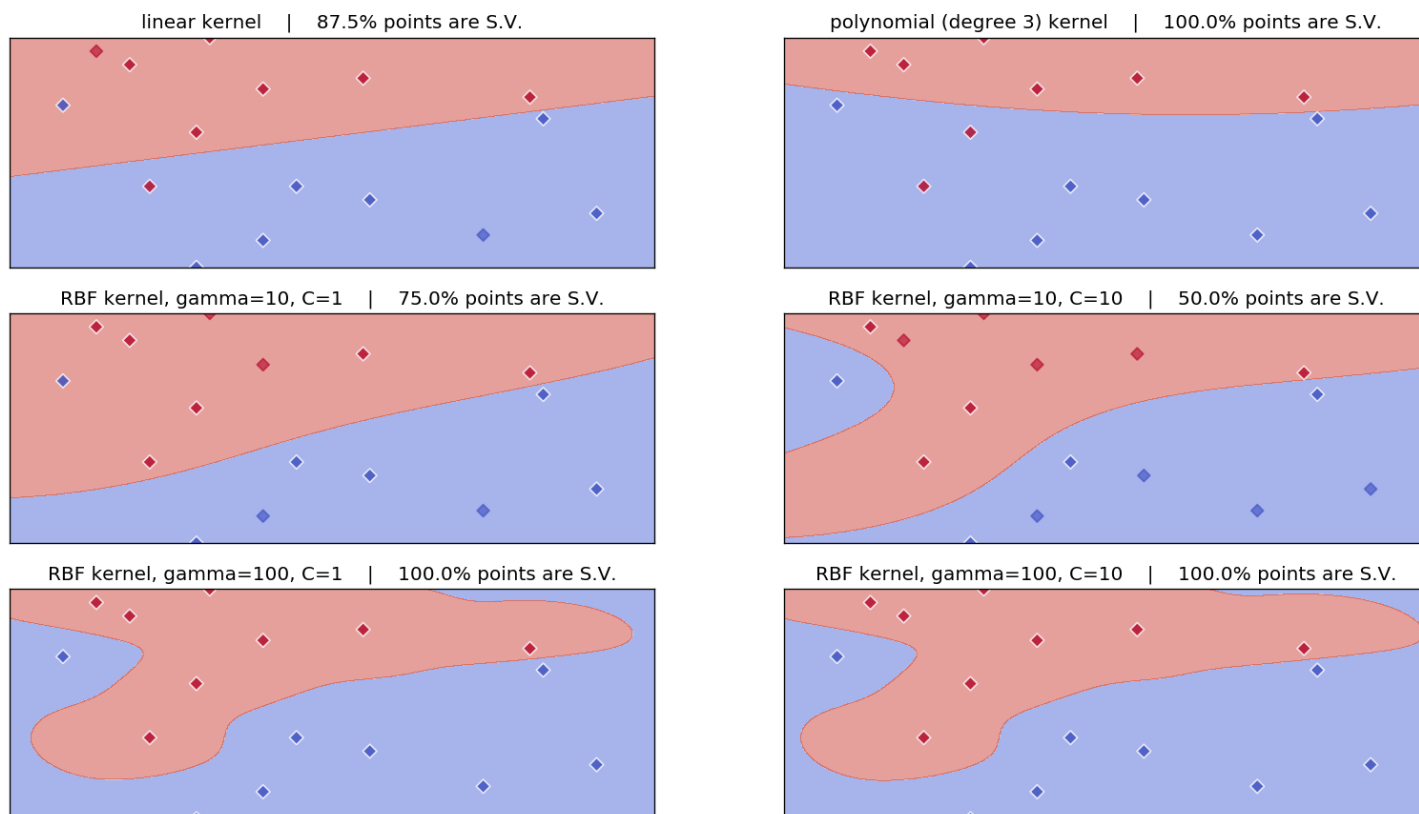 linear kernel | 87.5% points are S.V.
polynomial (degree 3) kernel | 100.0% points are S.V.
RBF kernel, gamma=10, C=1 | 75.0% points are S.V.
RBF kernel, gamma=10, C=10 | 50.0% points are S.V.
RBF kernel, gamma=100, C=1 | 100.0% points are S.V.
RBF kernel, gamma=100, C=10 | 100.0% points are S.V.